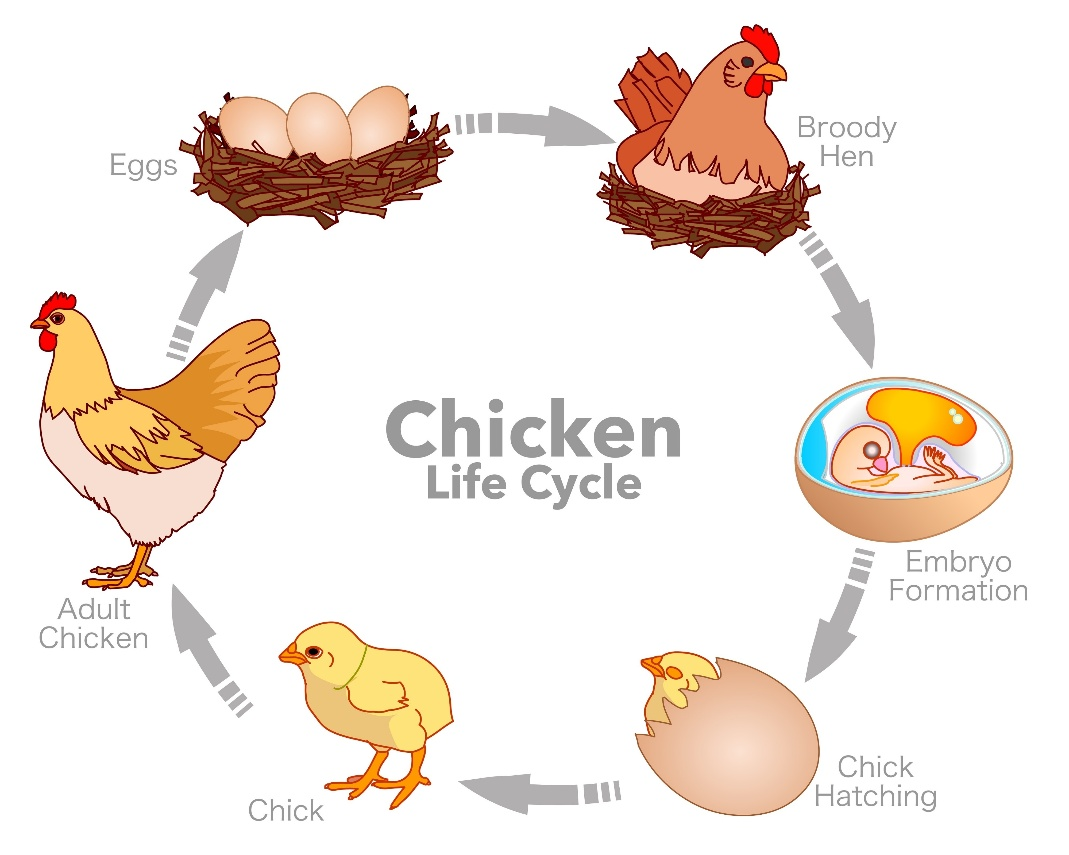 Chicken
Life Cycle
Eggs
Broody
Hen
Embryo
Formation
Chick
Hatching
Chick
Adult
Chicken